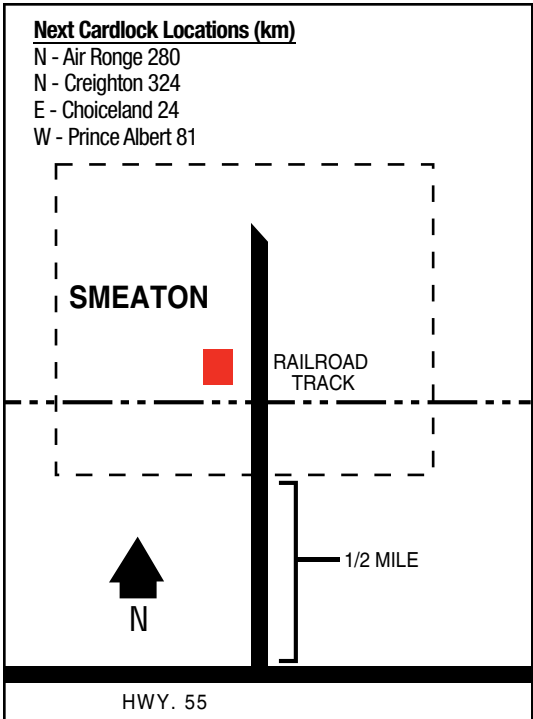 Next Cardlock Locations (km)
N - Air Ronge 280
N - Creighton 324
E - Choiceland 24
W - Prince Albert 81
SMEATON
RAILROAD
TRACK
1/2 MILE
N
HWY. 55